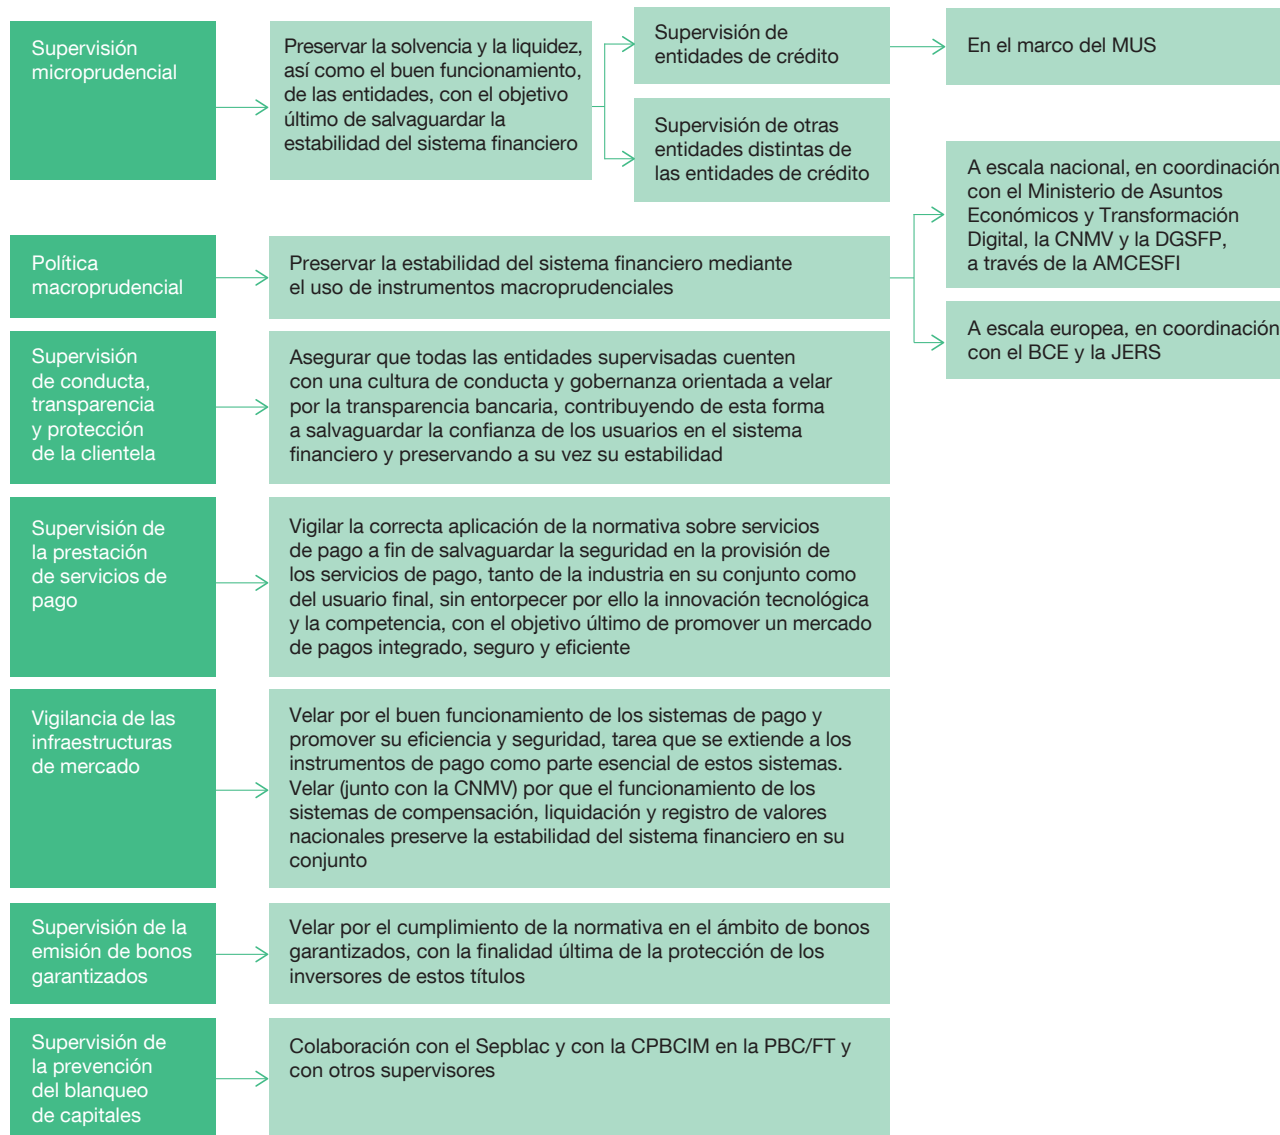 Supervisión
microprudencial
Preservar la solvencia y la liquidez,
así como el buen funcionamiento,
de las entidades, con el objetivo
último de salvaguardar la
estabilidad del sistema financiero
Supervisión de
entidades de crédito
En el marco del MUS
Supervisión de otras
entidades distintas de
las entidades de crédito
Política
macroprudencial
Preservar la estabilidad del sistema financiero mediante
el uso de instrumentos macroprudenciales
A escala nacional, en coordinación
con el Ministerio de Asuntos
Económicos y Transformación
Digital, la CNMV y la DGSFP,
a través de la AMCESFI
A escala europea, en coordinación
con el BCE y la JERS
Supervisión
de conducta,
transparencia
y protección
de la clientela
Asegurar que todas las entidades supervisadas cuenten
con una cultura de conducta y gobernanza orientada a velar
por la transparencia bancaria, contribuyendo de esta forma
a salvaguardar la confianza de los usuarios en el sistema
financiero y preservando a su vez su estabilidad
Supervisión de
la prestación
de servicios de
pago
Vigilar la correcta aplicación de la normativa sobre servicios
de pago a fin de salvaguardar la seguridad en la provisión de
los servicios de pago, tanto de la industria en su conjunto como
del usuario final, sin entorpecer por ello la innovación tecnológica
y la competencia, con el objetivo último de promover un mercado
de pagos integrado, seguro y eficiente
Vigilancia de las
infraestructuras
de mercado
Velar por el buen funcionamiento de los sistemas de pago y
promover su eficiencia y seguridad, tarea que se extiende a los
instrumentos de pago como parte esencial de estos sistemas.
Velar (junto con la CNMV) por que el funcionamiento de los
sistemas de compensación, liquidación y registro de valores
nacionales preserve la estabilidad del sistema financiero en su
conjunto
Supervisión de la
emisión de bonos
garantizados
Velar por el cumplimiento de la normativa en el ámbito de bonos
garantizados, con la finalidad última de la protección de los
inversores de estos títulos
Supervisión de
la prevención
del blanqueo
de capitales
Colaboración con el Sepblac y con la CPBCIM en la PBC/FT y
con otros supervisores